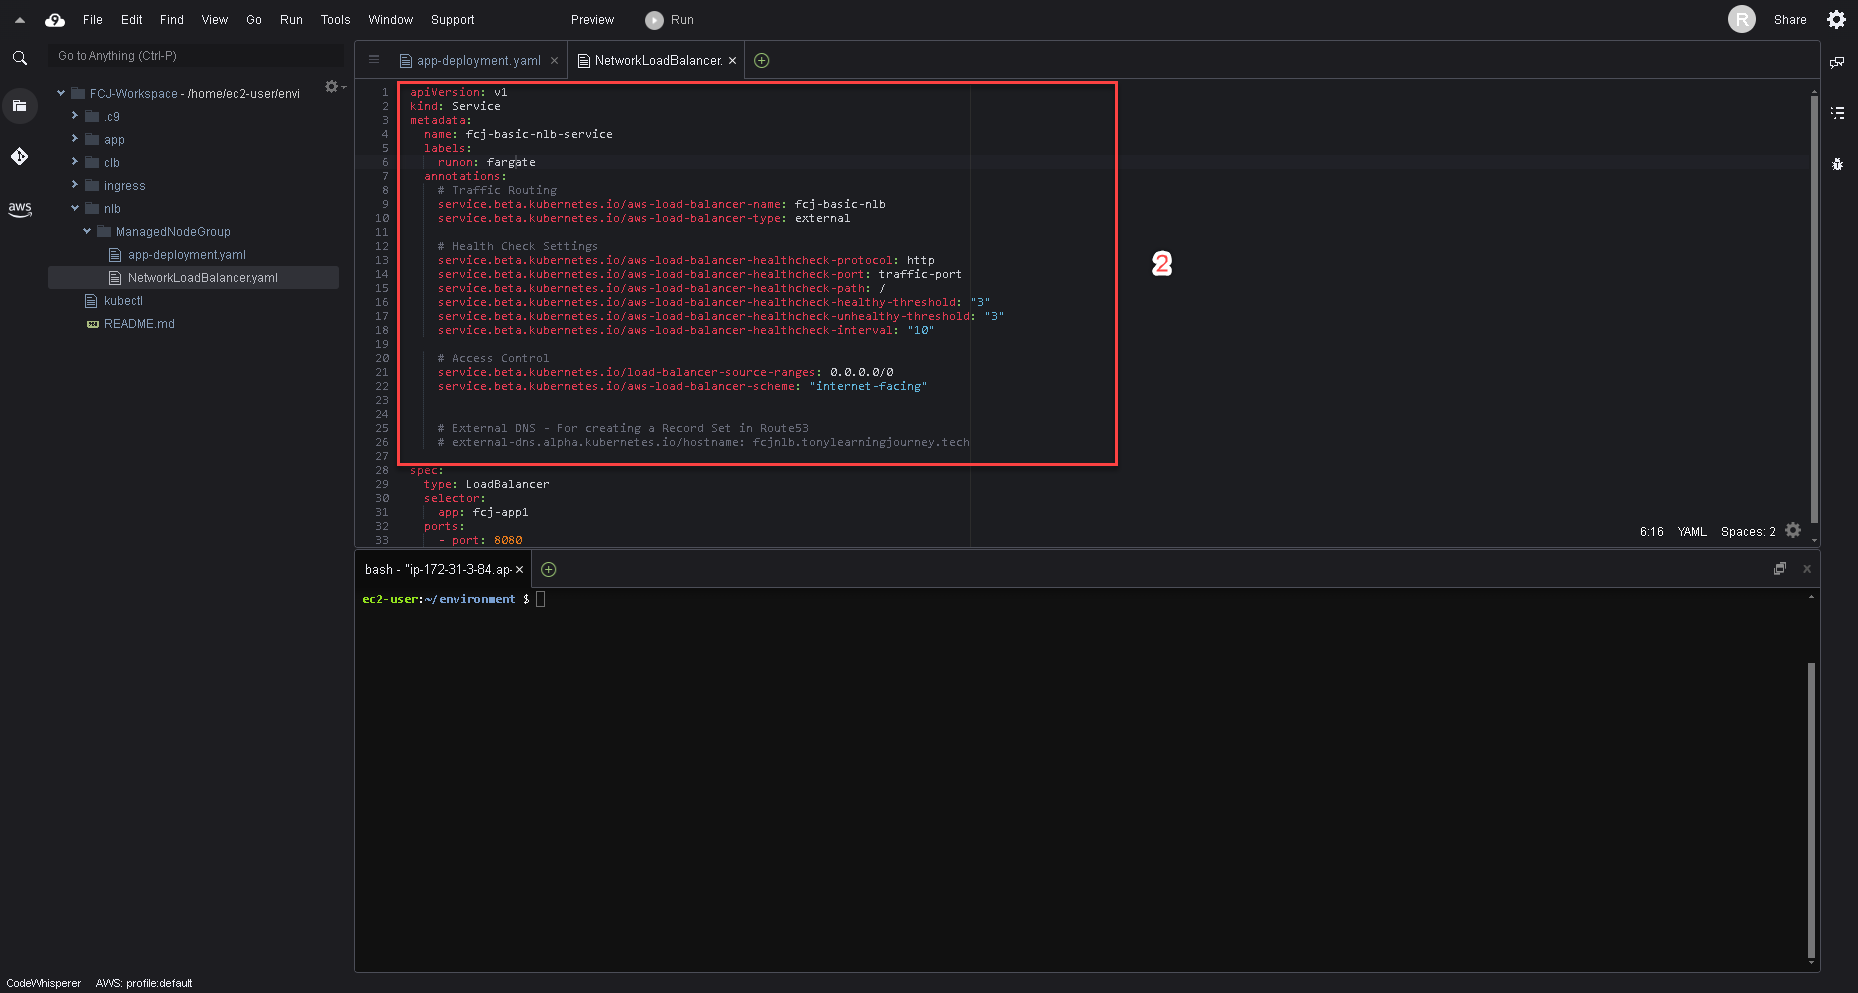 File Edit Find View Go Run Tools Window Support Preview Run R Share
Go to Anything (Ctrl-P)
FCJ-Workspace - /home/ec2-user/envi
.c9
app
clb
ingress
nlb
ManagedNodeGroup
app-deployment.yaml
NetworkLoadBalancer.yaml
kubectl
README.md
aws
app-deployment.yaml
NetworkLoadBalancer.
1 apiVersion: v1
2 kind: Service
3 metadata:
4 name: fcj-basic-nlb-service
5 labels:
6 runon: fargate
7 annotations:
8 # Traffic Routing
9 service.beta.kubernetes.io/aws-load-balancer-name: fcj-basic-nlb
10 service.beta.kubernetes.io/aws-load-balancer-type: external
11
12 # Health Check Settings
13 service.beta.kubernetes.io/aws-load-balancer-healthcheck-protocol: http
14 service.beta.kubernetes.io/aws-load-balancer-healthcheck-port: traffic-port
15 service.beta.kubernetes.io/aws-load-balancer-healthcheck-path: /
16 service.beta.kubernetes.io/aws-load-balancer-healthcheck-healthy-threshold: "3"
17 service.beta.kubernetes.io/aws-load-balancer-healthcheck-unhealthy-threshold: "3"
18 service.beta.kubernetes.io/aws-load-balancer-healthcheck-interval: "10"
19
20 # Access Control
21 service.beta.kubernetes.io/load-balancer-source-ranges: 0.0.0.0/0
22 service.beta.kubernetes.io/aws-load-balancer-scheme: "internet-facing"
23
24
25 # External DNS - For creating a Record Set in Route53
26 # external-dns.alpha.kubernetes.io/hostname: fcjnlb.tonylearningjourney.tech
27
28 spec:
29 type: LoadBalancer
30 selector:
31 app: fcj-app1
32 ports:
33 - port: 8080
2
6:16 YAML Spaces: 2
bash - "ip-172-31-3-84.ap-
ec2-user:~/environment $
CodeWhisperer AWS: profile:default